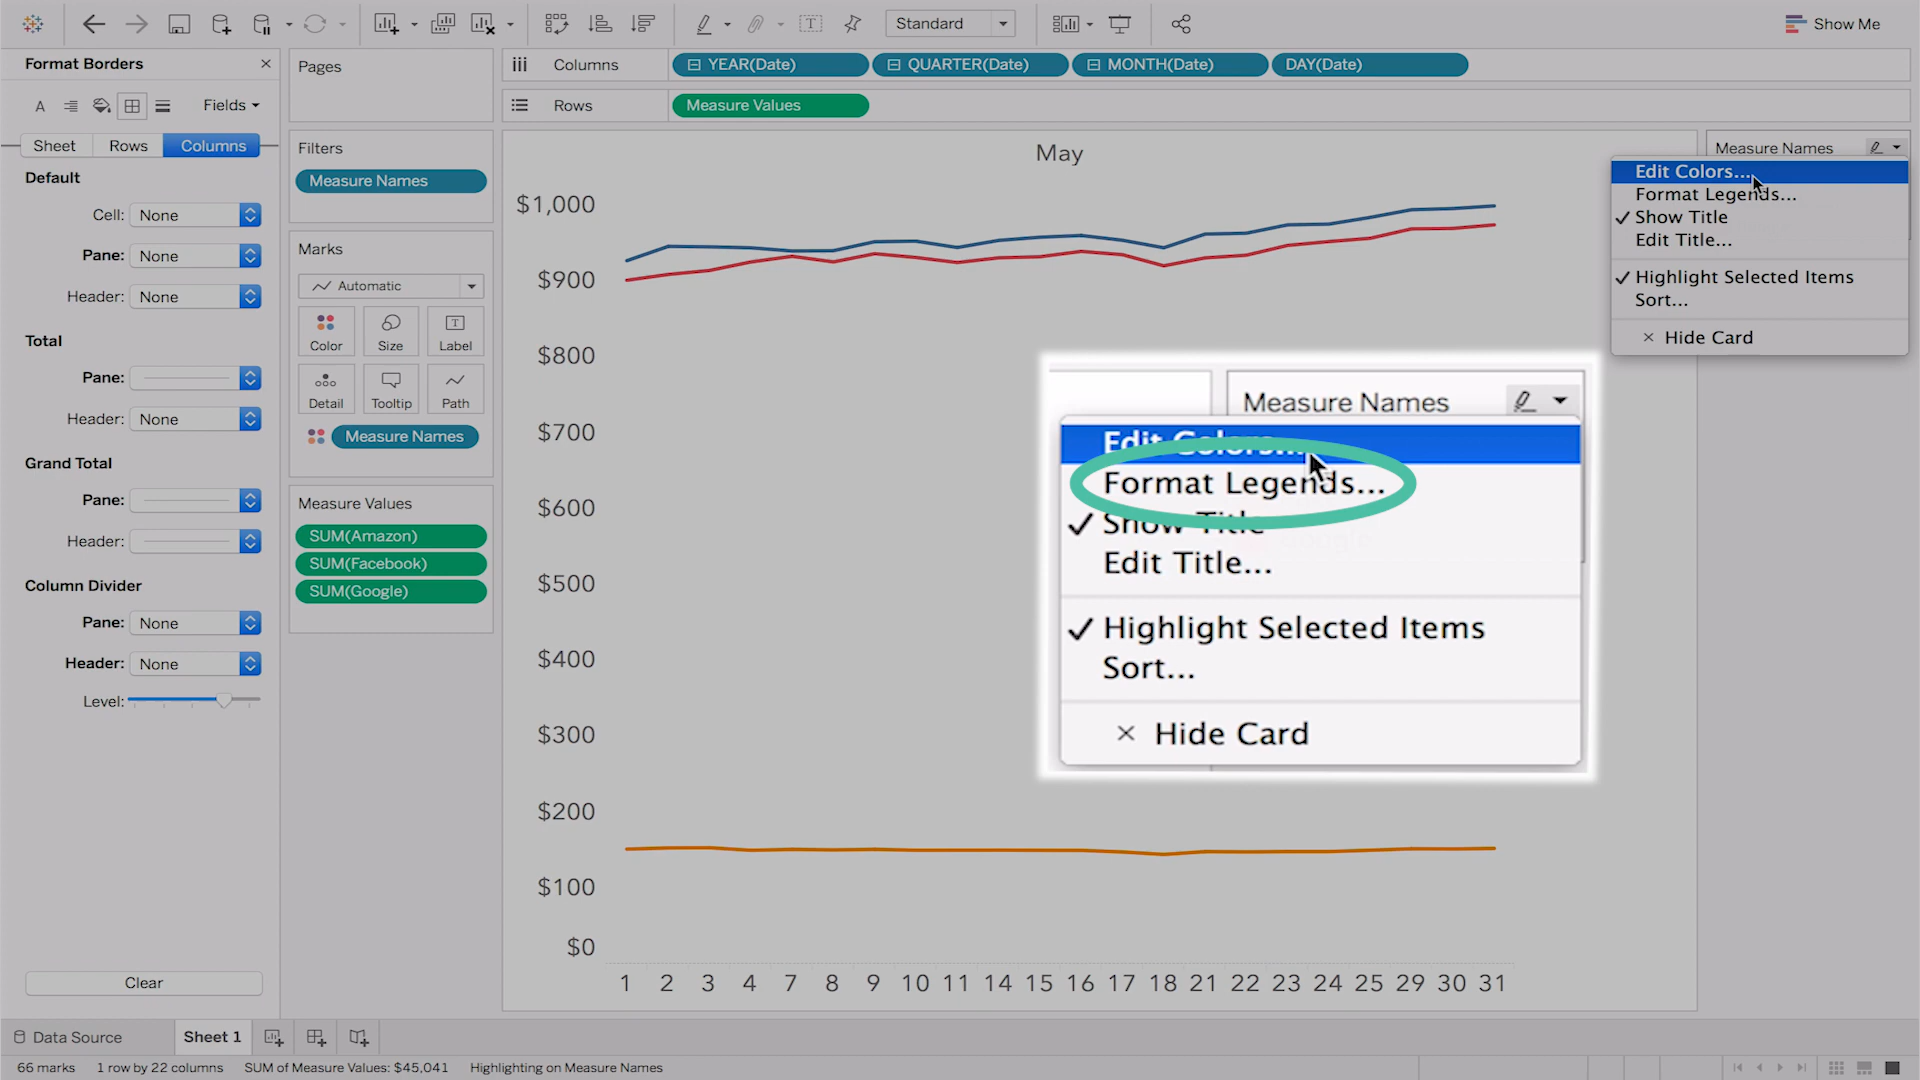 Standard
Show Me
Format Borders
Fields
Sheet
Rows
Columns
Default
Cell: None
Pane: None
Header: None
Total
Pane:
Header:
Grand Total
Pane:
Header:
Column Divider
Pane: None
Header: None
Level:
Clear
Pages
Filters
Measure Names
Marks
Automatic
Color
Size
Label
Detail
Tooltip
Path
Measure Names
Measure Values
SUM(Amazon)
SUM(Facebook)
SUM(Google)
Columns
YEAR(Date)
QUARTER(Date)
MONTH(Date)
DAY(Date)
Rows
Measure Values
May
$1,000
$900
$800
$700
$600
$500
$400
$300
$200
$100
$0
1 2 3 4 7 8 9 10 11 14 15 16 17 18 21 22 23 24 25 29 30 31
Measure Names
Edit Colors...
Format Legends...
Show Title
Edit Title...
Highlight Selected Items
Sort...
Hide Card
Measure Names
Edit Colors...
Format Legends...
Show Title
Edit Title...
Highlight Selected Items
Sort...
Hide Card
Data Source
Sheet 1
66 marks
1 row by 22 columns
SUM of Measure Values: $45,041
Highlighting on Measure Names